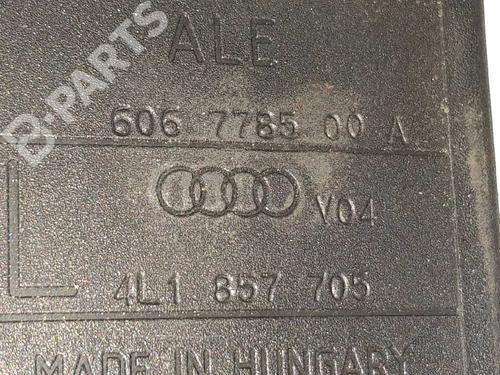 B-PARTS
ALE
606 7785 00 A
V04
L
4L1 857 705
MADE IN HUNGARY